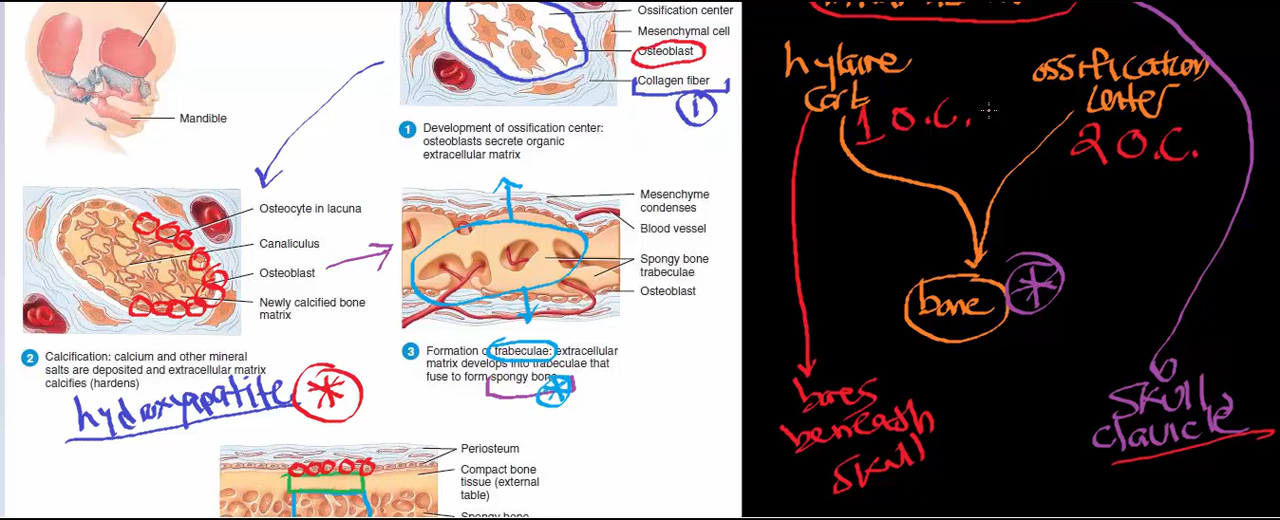 Ossification center
Mesenchymal cell
Osteoblast
Collagen fiber
1
Mandible
1 Development of ossification center:
osteoblasts secrete organic
extracellular matrix
Osteocyte in lacuna
Canaliculus
Osteoblast
Newly calcified bone
matrix
Mesenchyme
condenses
Blood vessel
Spongy bone
trabeculae
Osteoblast
2 Calcification: calcium and other mineral
salts are deposited and extracellular matrix
calcifies (hardens)
hydroxyapatite
3 Formation of trabeculae: extracellular
matrix develops into trabeculae that
fuse to form spongy bone
Periosteum
Compact bone
tissue (external
table)
Spongy bone
ossification
center
1 O.C.
2 O.C.
bone
bones
beneath
skull
skull
clavicle